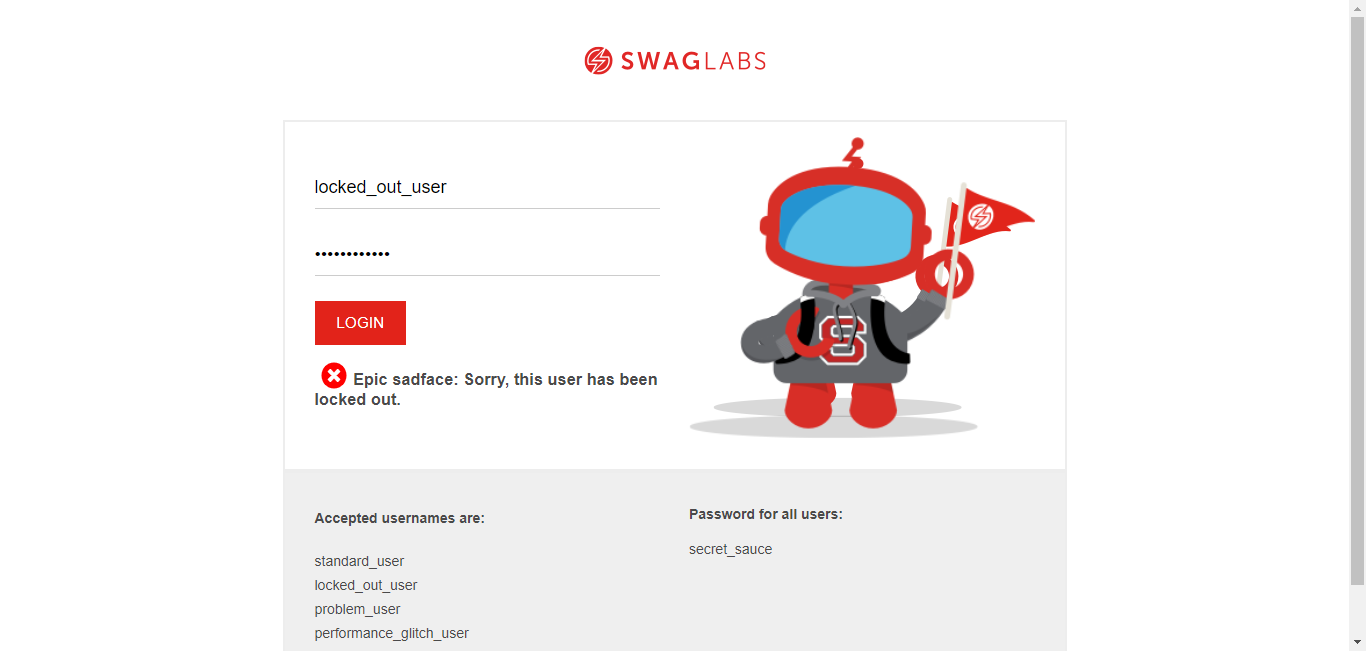 SWAGLABS
locked_out_user
••••••••••••
LOGIN
Epic sadface: Sorry, this user has been
locked out.
S
Accepted usernames are:
standard_user
locked_out_user
problem_user
performance_glitch_user
Password for all users:
secret_sauce